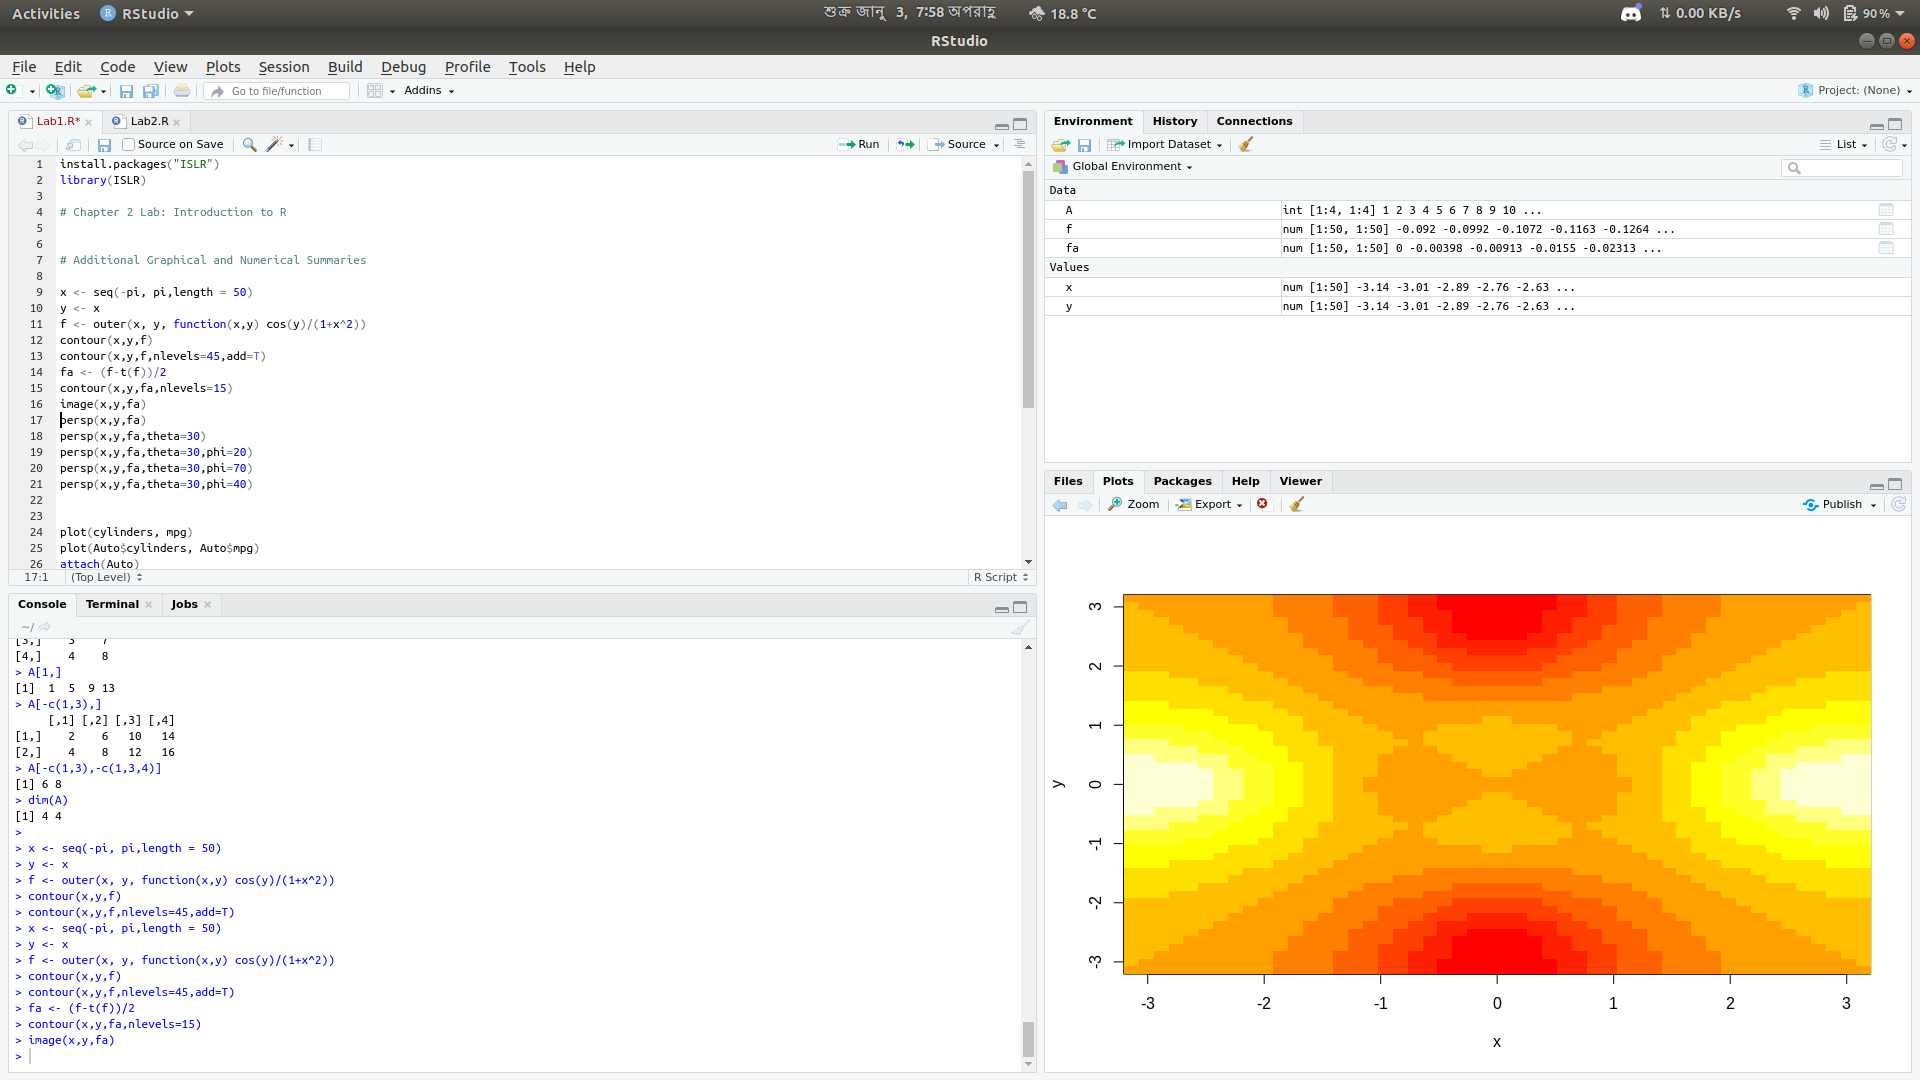 Activities RStudio শুক্র জানু 3, 7:58 অপরাহ্ণ 18.8 °C 0.00 KB/s 90 %
RStudio
File Edit Code View Plots Session Build Debug Profile Tools Help
Go to file/function Addins Project: (None)
Lab1.R* Lab2.R
Source on Save Run Source
1 install.packages("ISLR")
2 library(ISLR)
3
4 # Chapter 2 Lab: Introduction to R
5
6
7 # Additional Graphical and Numerical Summaries
8
9 x <- seq(-pi, pi,length = 50)
10 y <- x
11 f <- outer(x, y, function(x,y) cos(y)/(1+x^2))
12 contour(x,y,f)
13 contour(x,y,f,nlevels=45,add=T)
14 fa <- (f-t(f))/2
15 contour(x,y,fa,nlevels=15)
16 image(x,y,fa)
17 persp(x,y,fa)
18 persp(x,y,fa,theta=30)
19 persp(x,y,fa,theta=30,phi=20)
20 persp(x,y,fa,theta=30,phi=70)
21 persp(x,y,fa,theta=30,phi=40)
22
23
24 plot(cylinders, mpg)
25 plot(Auto$cylinders, Auto$mpg)
26 attach(Auto)
17:1 (Top Level) R Script
Console Terminal Jobs
~/
[3,] 3 7
[4,] 4 8
> A[1,]
[1] 1 5 9 13
> A[-c(1,3),]
[,1] [,2] [,3] [,4]
[1,] 2 6 10 14
[2,] 4 8 12 16
> A[-c(1,3),-c(1,3,4)]
[1] 6 8
> dim(A)
[1] 4 4
>
> x <- seq(-pi, pi,length = 50)
> y <- x
> f <- outer(x, y, function(x,y) cos(y)/(1+x^2))
> contour(x,y,f)
> contour(x,y,f,nlevels=45,add=T)
> x <- seq(-pi, pi,length = 50)
> y <- x
> f <- outer(x, y, function(x,y) cos(y)/(1+x^2))
> contour(x,y,f)
> contour(x,y,f,nlevels=45,add=T)
> fa <- (f-t(f))/2
> contour(x,y,fa,nlevels=15)
> image(x,y,fa)
>
Environment History Connections
Import Dataset List
Global Environment
Data
A int [1:4, 1:4] 1 2 3 4 5 6 7 8 9 10 ...
f num [1:50, 1:50] -0.092 -0.0992 -0.1072 -0.1163 -0.1264 ...
fa num [1:50, 1:50] 0 -0.00398 -0.00913 -0.0155 -0.02313 ...
Values
x num [1:50] -3.14 -3.01 -2.89 -2.76 -2.63 ...
y num [1:50] -3.14 -3.01 -2.89 -2.76 -2.63 ...
Files Plots Packages Help Viewer
Zoom Export Publish
3
2
1
0
-1
-2
-3
y
-3 -2 -1 0 1 2 3
x